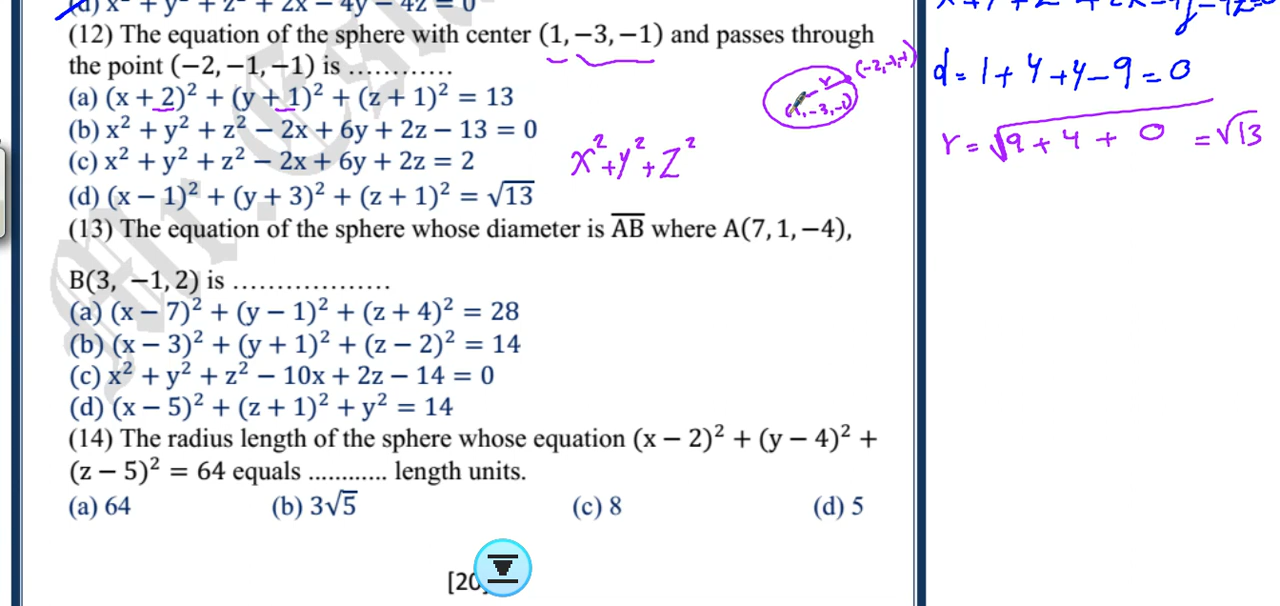 (d) x² + y² + z² + 2x − 4y − 4z = 0
(12) The equation of the sphere with center (1, −3, −1) and passes through
the point (−2, −1, −1) is …………
(a) (x + 2)² + (y + 1)² + (z + 1)² = 13
(b) x² + y² + z² − 2x + 6y + 2z − 13 = 0
(c) x² + y² + z² − 2x + 6y + 2z = 2
(d) (x − 1)² + (y + 3)² + (z + 1)² = √13
r (−2,−1,−1)
(1,−3,−1)
x² + y² + z²
(13) The equation of the sphere whose diameter is A̅B̅ where A(7, 1, −4),
B(3, −1, 2) is ………………
(a) (x − 7)² + (y − 1)² + (z + 4)² = 28
(b) (x − 3)² + (y + 1)² + (z − 2)² = 14
(c) x² + y² + z² − 10x + 2z − 14 = 0
(d) (x − 5)² + (z + 1)² + y² = 14
(14) The radius length of the sphere whose equation (x − 2)² + (y − 4)² +
(z − 5)² = 64 equals ………… length units.
(a) 64 (b) 3√5 (c) 8 (d) 5
[20
d = 1 + 4 + 4 − 9 = 0
r = √9 + 4 + 0 = √13